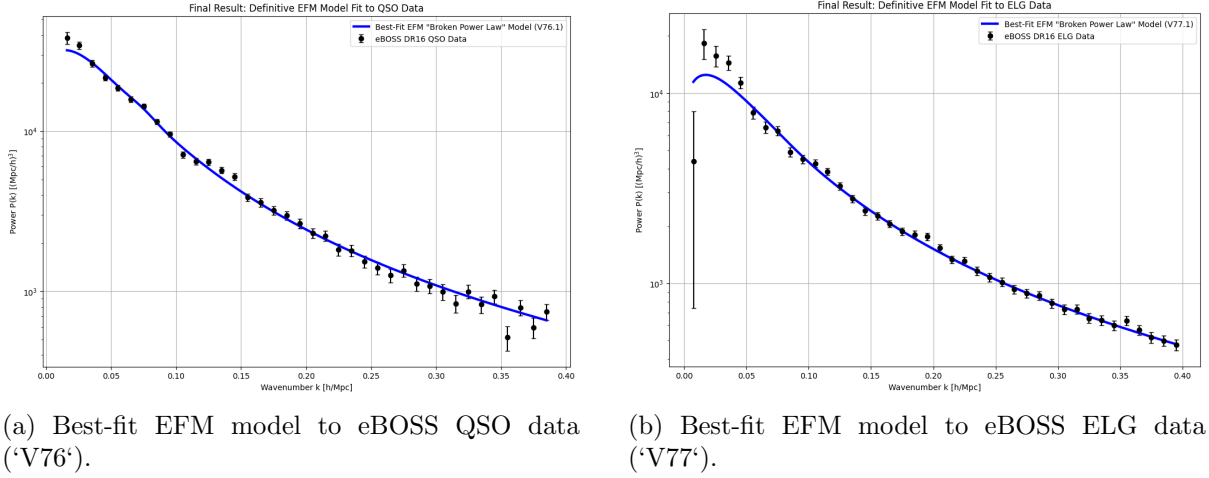 Final Result: Definitive EFM Model Fit to QSO Data
Best-Fit EFM "Broken Power Law" Model (V76.1)
eBOSS DR16 QSO Data
Power P(k) [(Mpc/h)³]
10⁴
10³
0.00 0.05 0.10 0.15 0.20 0.25 0.30 0.35 0.40
Wavenumber k [h/Mpc]
(a) Best-fit EFM model to eBOSS QSO data
(‘V76‘).
Final Result: Definitive EFM Model Fit to ELG Data
Best-Fit EFM "Broken Power Law" Model (V77.1)
eBOSS DR16 ELG Data
Power P(k) [(Mpc/h)³]
10⁴
10³
0.00 0.05 0.10 0.15 0.20 0.25 0.30 0.35 0.40
Wavenumber k [h/Mpc]
(b) Best-fit EFM model to eBOSS ELG data
(‘V77‘).